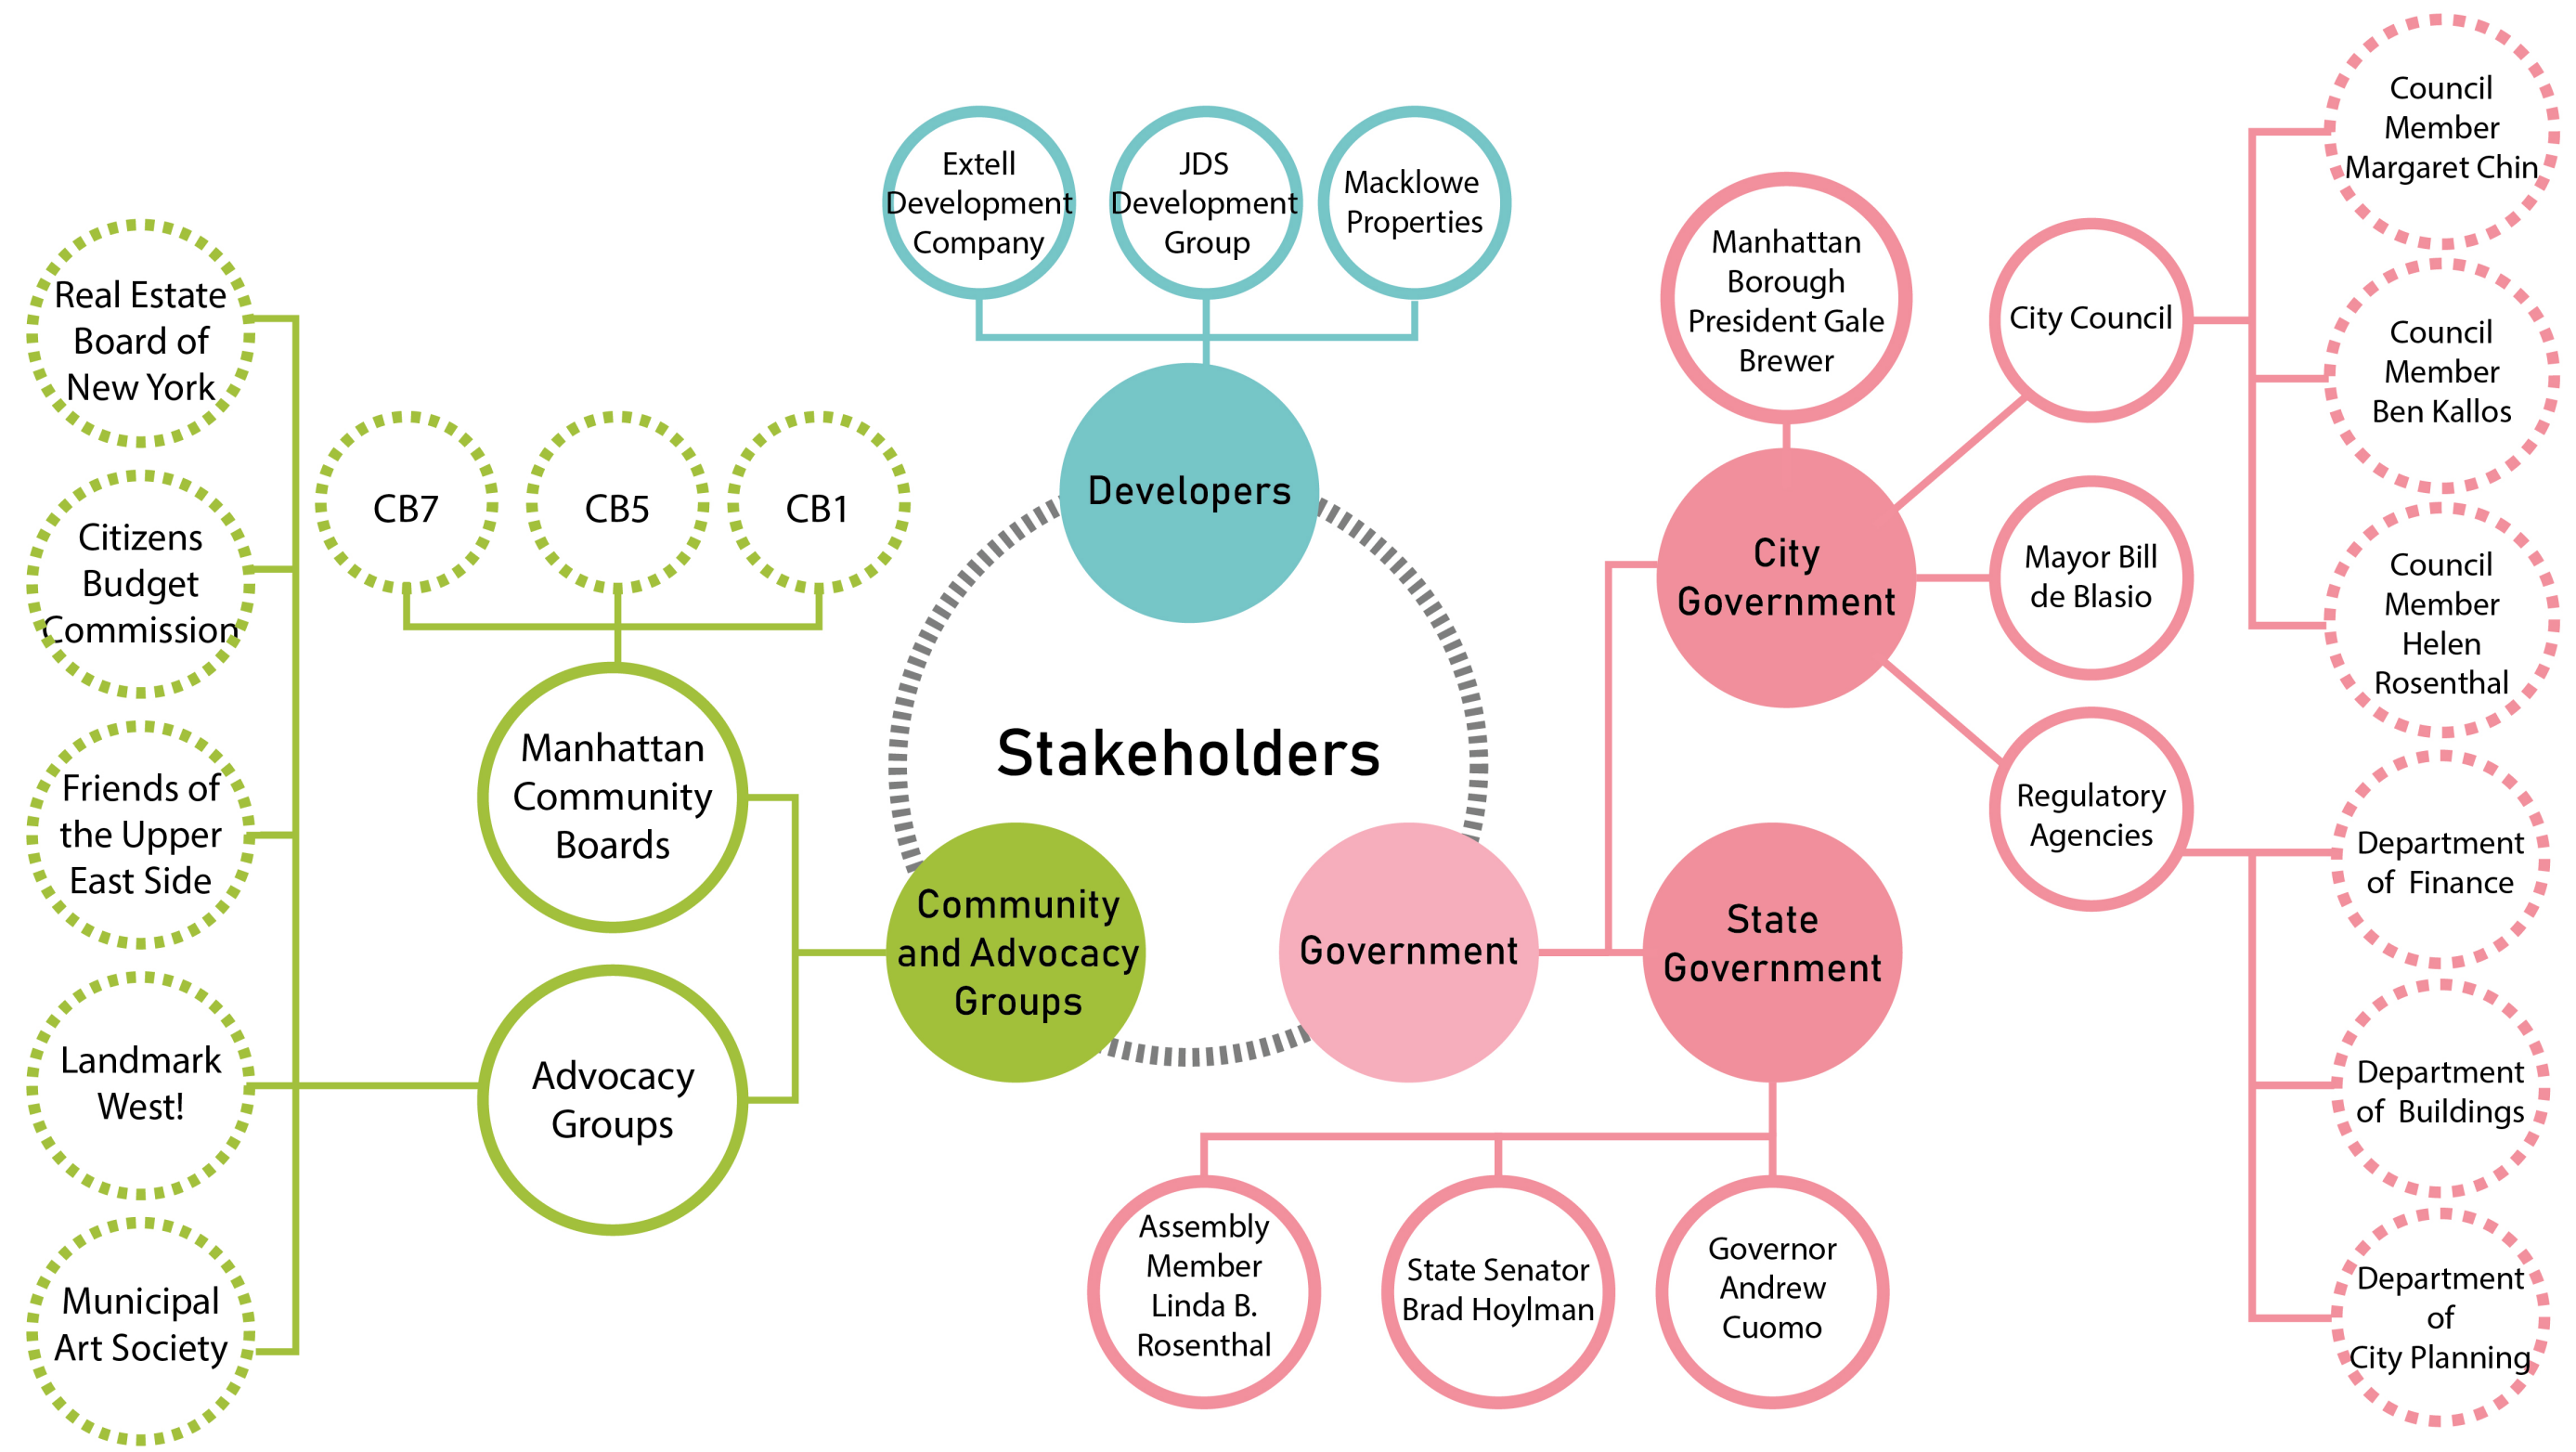 Stakeholders
Developers
Extell
Development
Company
JDS
Development
Group
Macklowe
Properties
Community
and Advocacy
Groups
Manhattan
Community
Boards
CB7
CB5
CB1
Advocacy
Groups
Real Estate
Board of
New York
Citizens
Budget
Commission
Friends of
the Upper
East Side
Landmark
West!
Municipal
Art Society
Government
City
Government
Manhattan
Borough
President Gale
Brewer
City Council
Council
Member
Margaret Chin
Council
Member
Ben Kallos
Council
Member
Helen
Rosenthal
Mayor Bill
de Blasio
Regulatory
Agencies
Department
of Finance
Department
of Buildings
Department
of
City Planning
State
Government
Assembly
Member
Linda B.
Rosenthal
State Senator
Brad Hoylman
Governor
Andrew
Cuomo